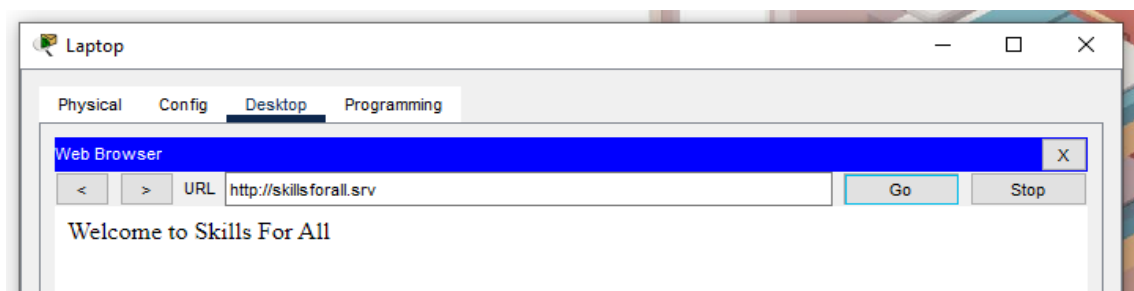 Laptop
Physical Config Desktop Programming
Web Browser X
< > URL http://skillsforall.srv Go Stop
Welcome to Skills For All